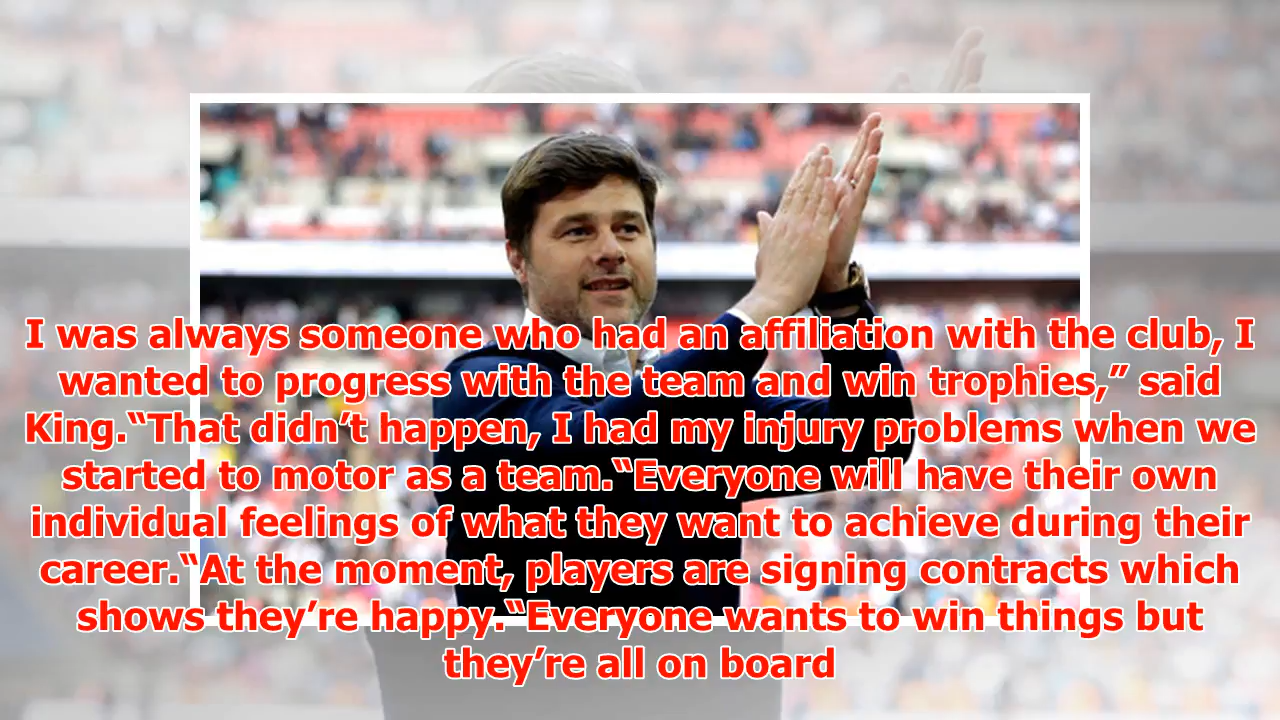 I was always someone who had an affiliation with the club, I
wanted to progress with the team and win trophies,” said
King.“That didn’t happen, I had my injury problems when we
started to motor as a team.“Everyone will have their own
individual feelings of what they want to achieve during their
career.“At the moment, players are signing contracts which
shows they’re happy.“Everyone wants to win things but
they’re all on board